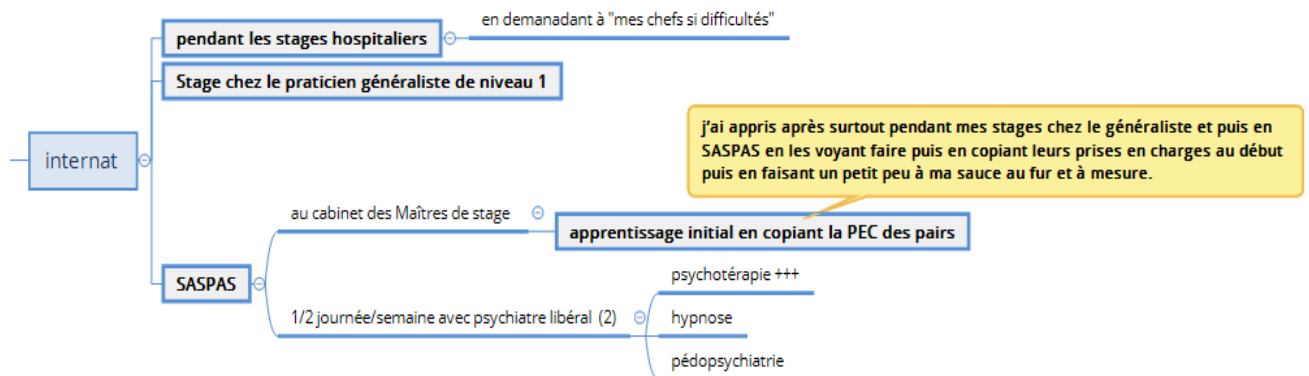 en demanadant à "mes chefs si difficultés"
pendant les stages hospitaliers
Stage chez le praticien généraliste de niveau 1
internat
j'ai appris après surtout pendant mes stages chez le généraliste et puis en
SASPAS en les voyant faire puis en copiant leurs prises en charges au début
puis en faisant un petit peu à ma sauce au fur et à mesure.
au cabinet des Maîtres de stage
apprentissage initial en copiant la PEC des pairs
SASPAS
psychotérapie +++
1/2 journée/semaine avec psychiatre libéral (2)
hypnose
pédopsychiatrie